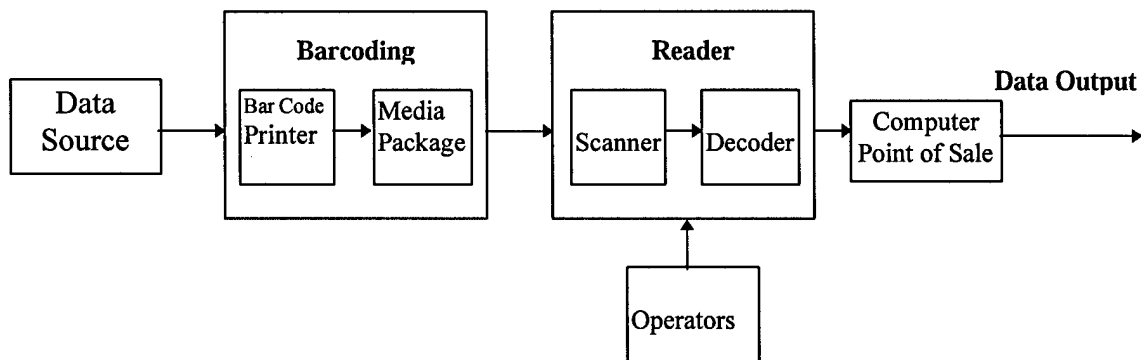 Data
Source
Barcoding
Bar Code
Printer
Media
Package
Reader
Scanner
Decoder
Operators
Computer
Point of Sale
Data Output